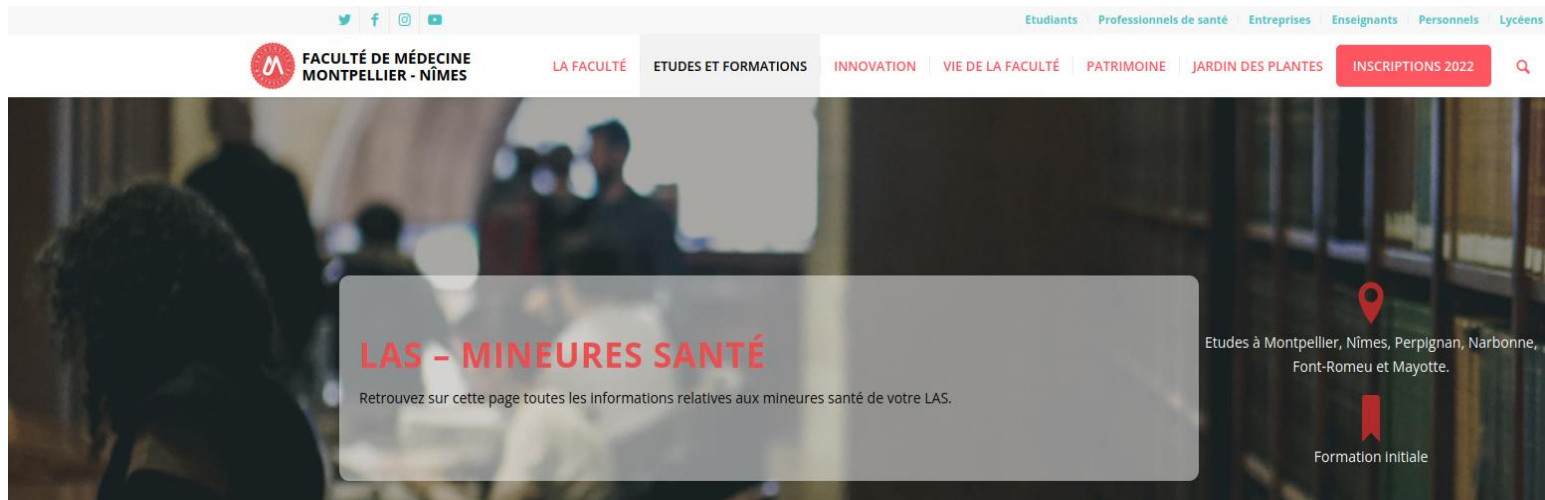 Etudiants Professionnels de santé Entreprises Enseignants Personnels Lycéens
FACULTÉ DE MÉDECINE
MONTPELLIER - NÎMES
LA FACULTÉ ETUDES ET FORMATIONS INNOVATION VIE DE LA FACULTÉ PATRIMOINE JARDIN DES PLANTES INSCRIPTIONS 2022
LAS – MINEURES SANTÉ
Retrouvez sur cette page toutes les informations relatives aux mineures santé de votre LAS.
Etudes à Montpellier, Nîmes, Perpignan, Narbonne,
Font-Romeu et Mayotte.
Formation initiale